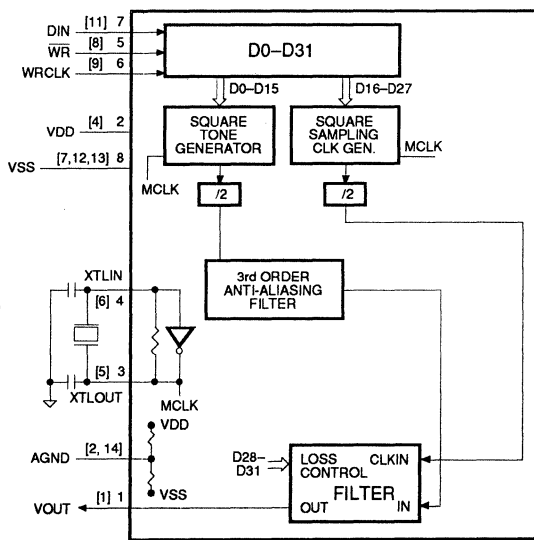 DIN [11] 7
WR [8] 5
WRCLK [9] 6
D0–D31
D0–D15
D16–D27
VDD [4] 2
VSS [7,12,13] 8
SQUARE
TONE
GENERATOR
SQUARE
SAMPLING
CLK GEN.
MCLK
MCLK
/2
/2
3rd ORDER
ANTI-ALIASING
FILTER
XTLIN
[6] 4
[5] 3
XTLOUT
MCLK
VDD
AGND [2, 14]
VSS
D28–
D31
LOSS
CONTROL
CLKIN
FILTER
OUT
IN
VOUT [1] 1